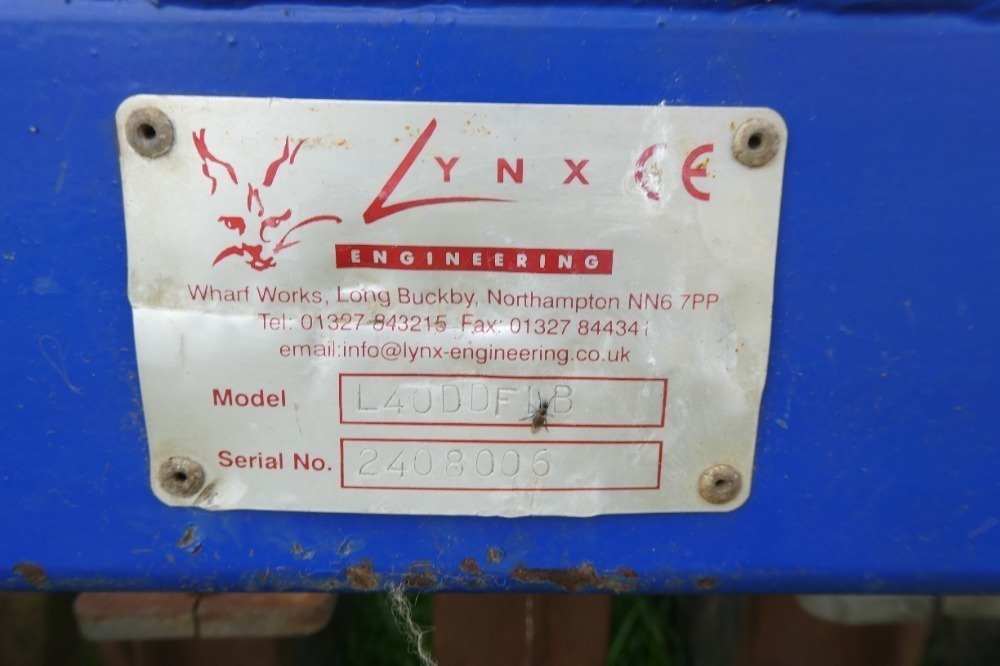 LYNX CE
ENGINEERING
Wharf Works, Long Buckby, Northampton NN6 7PP
Tel: 01327 843215 Fax: 01327 844341
email:info@lynx-engineering.co.uk
Model
Serial No. 2408006